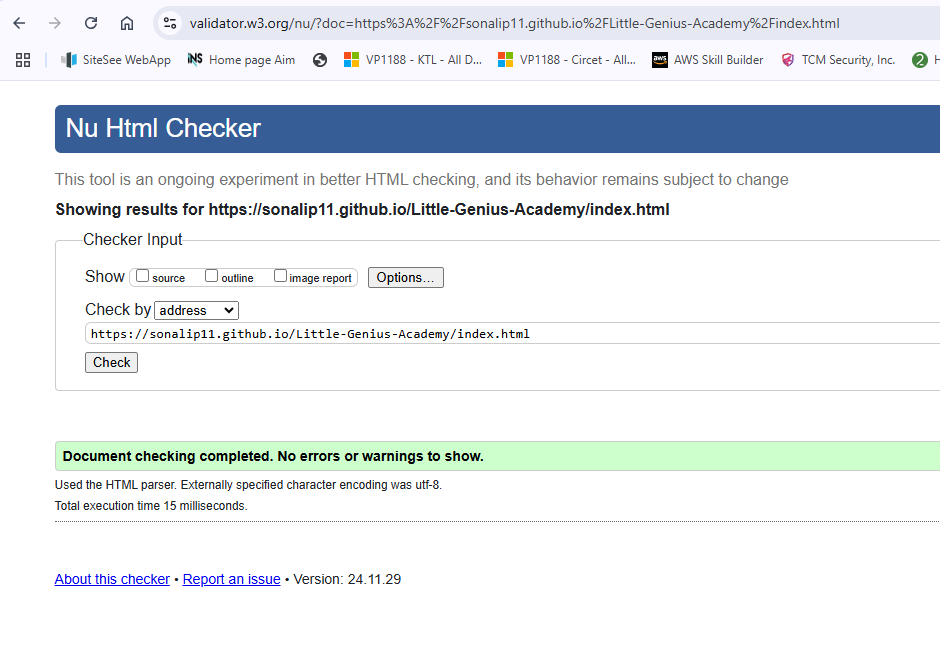 validator.w3.org/nu/?doc=https%3A%2F%2Fsonalip11.github.io%2FLittle-Genius-Academy%2Findex.html
SiteSee WebApp iNS Home page Aim VP1188 - KTL - All D... VP1188 - Circet - All... aws AWS Skill Builder TCM Security, Inc. 2 H
Nu Html Checker
This tool is an ongoing experiment in better HTML checking, and its behavior remains subject to change
Showing results for https://sonalip11.github.io/Little-Genius-Academy/index.html
Checker Input
Show source outline image report Options...
Check by address
https://sonalip11.github.io/Little-Genius-Academy/index.html
Check
Document checking completed. No errors or warnings to show.
Used the HTML parser. Externally specified character encoding was utf-8.
Total execution time 15 milliseconds.
About this checker • Report an issue • Version: 24.11.29